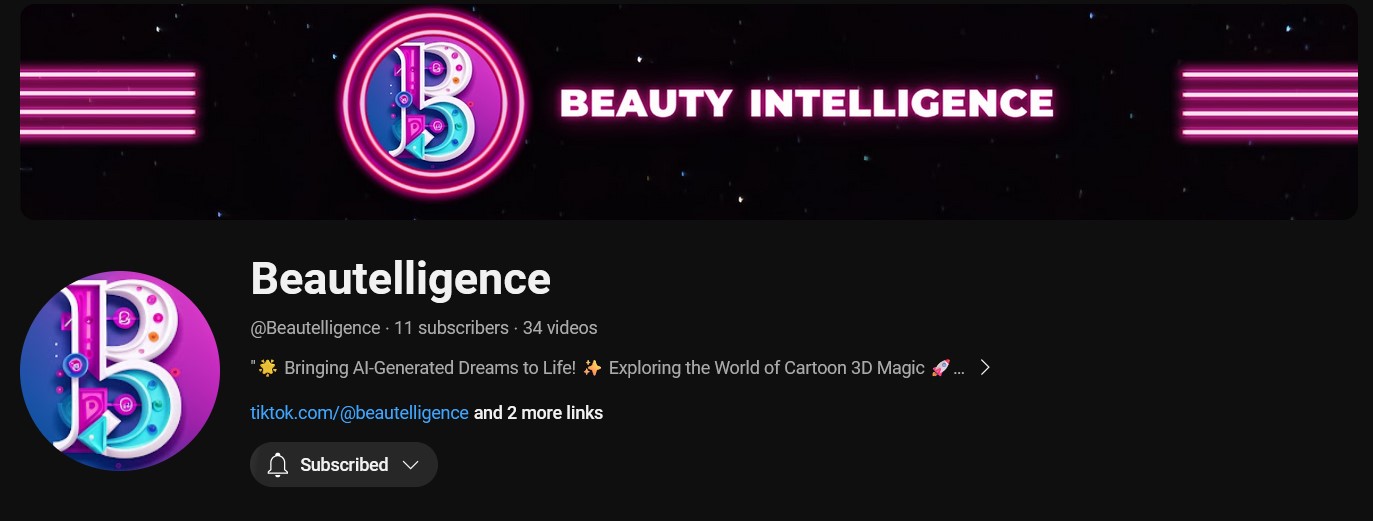 B
BEAUTY INTELLIGENCE
B
Beautelligence
@Beautelligence · 11 subscribers · 34 videos
"🌟 Bringing AI-Generated Dreams to Life! ✨ Exploring the World of Cartoon 3D Magic 🚀...
tiktok.com/@beautelligence and 2 more links
Subscribed